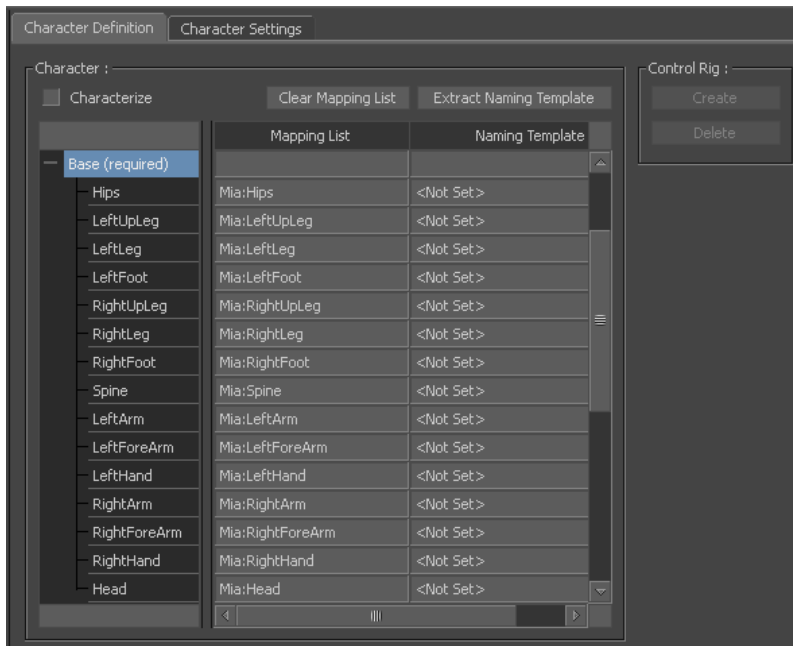 Character Definition Character Settings
Character : Control Rig :
Characterize Clear Mapping List Extract Naming Template Create
Mapping List Naming Template Delete
Base (required)
Hips Mia:Hips <Not Set>
LeftUpLeg Mia:LeftUpLeg <Not Set>
LeftLeg Mia:LeftLeg <Not Set>
LeftFoot Mia:LeftFoot <Not Set>
RightUpLeg Mia:RightUpLeg <Not Set>
RightLeg Mia:RightLeg <Not Set>
RightFoot Mia:RightFoot <Not Set>
Spine Mia:Spine <Not Set>
LeftArm Mia:LeftArm <Not Set>
LeftForeArm Mia:LeftForeArm <Not Set>
LeftHand Mia:LeftHand <Not Set>
RightArm Mia:RightArm <Not Set>
RightForeArm Mia:RightForeArm <Not Set>
RightHand Mia:RightHand <Not Set>
Head Mia:Head <Not Set>